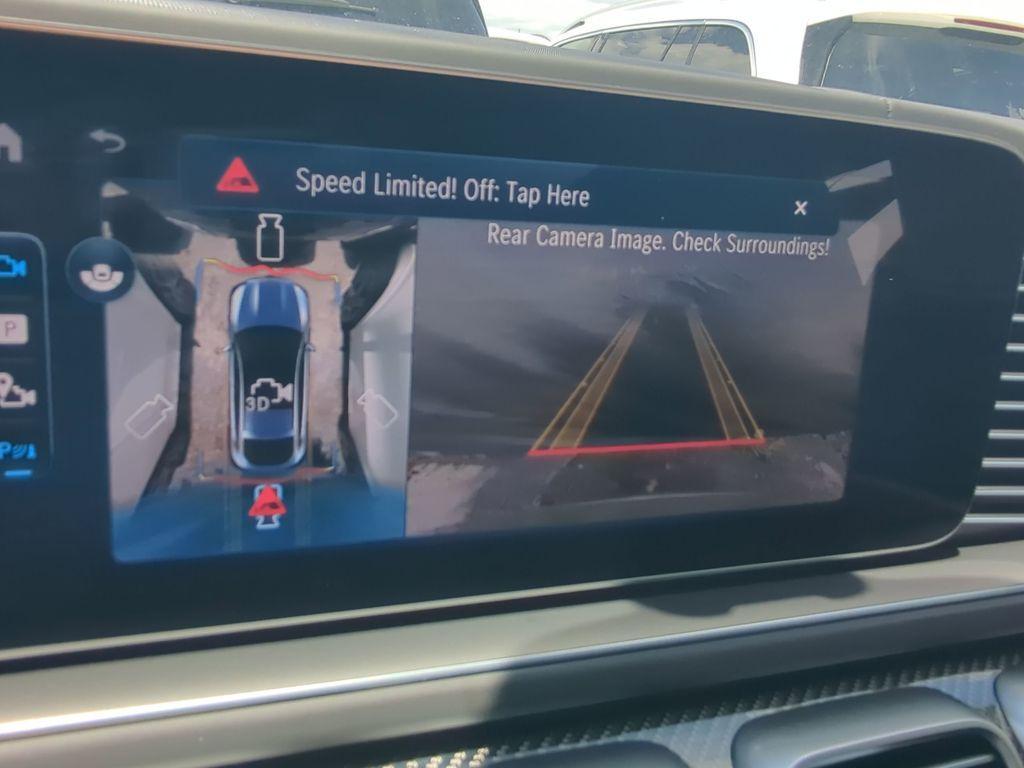 Speed Limited! Off: Tap Here
x
Rear Camera Image. Check Surroundings!
P
3D
P